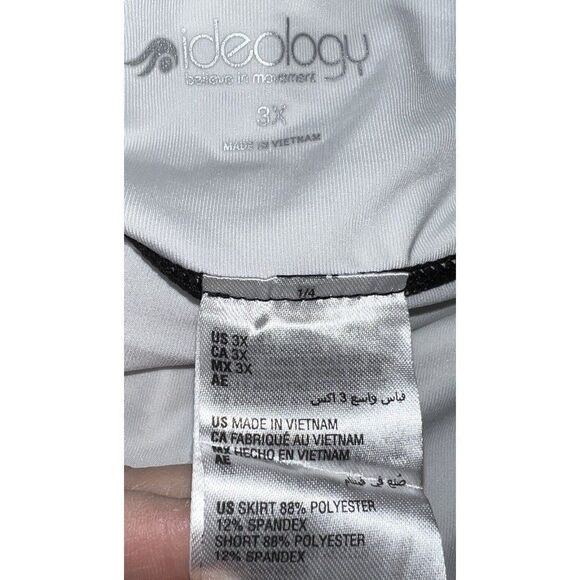 ideology
believe in movement
3X
MADE IN VIETNAM
1/4
US 3X
CA 3X
MX 3X
AE
قياس واسع 3 اكس
US MADE IN VIETNAM
CA FABRIQUÉ AU VIETNAM
MX HECHO EN VIETNAM
AE
صُنِع في فيتنام
US SKIRT 88% POLYESTER
12% SPANDEX
SHORT 88% POLYESTER
12% SPANDEX